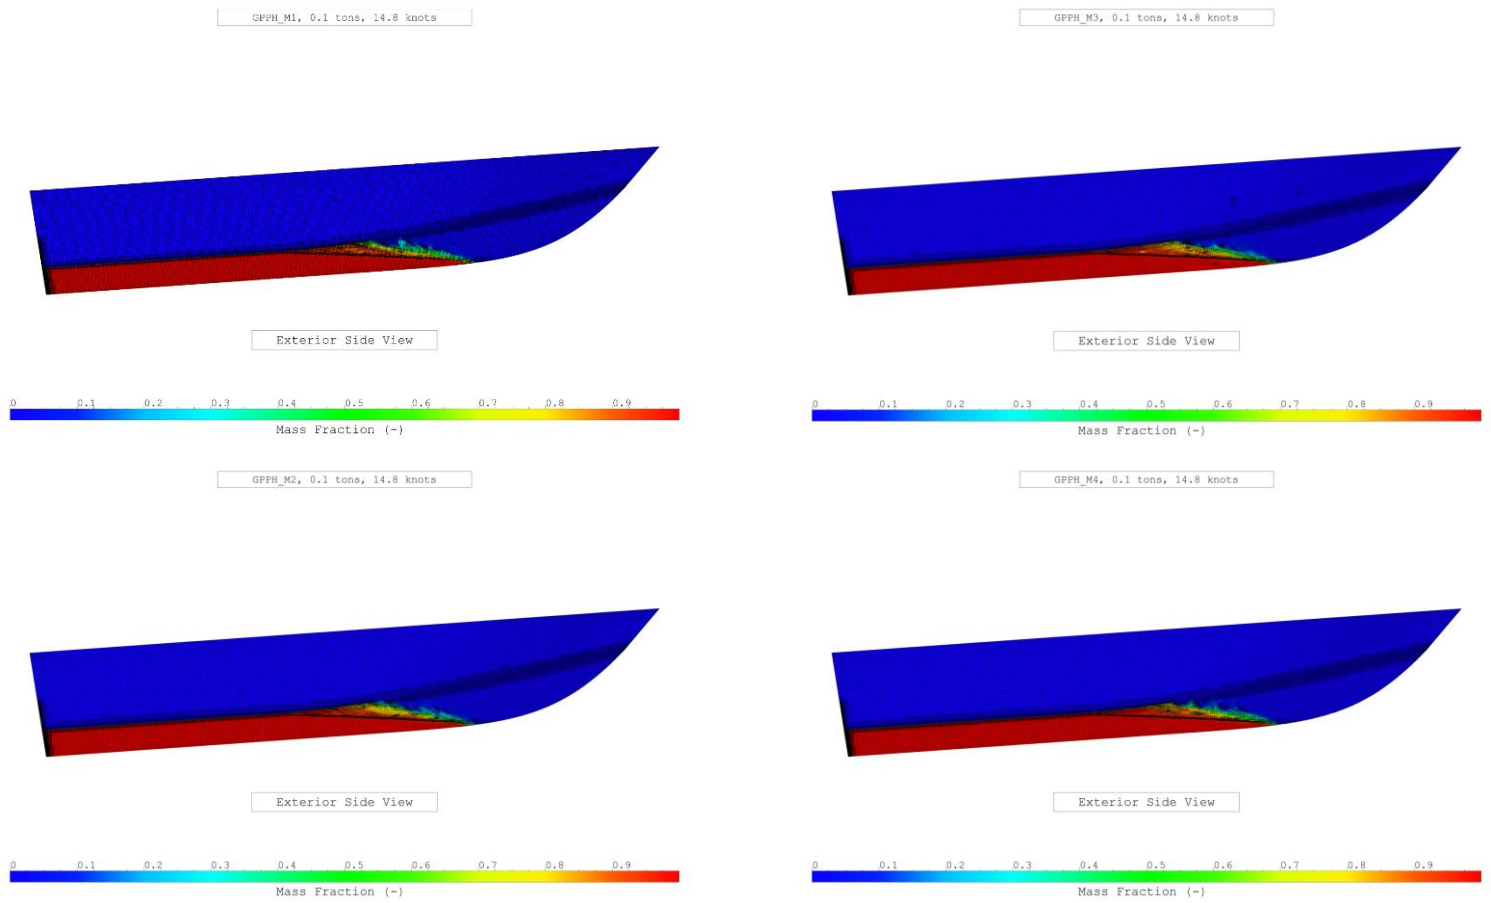 GPPH_M1, 0.1 tons, 14.8 knots
Exterior Side View
0 0.1 0.2 0.3 0.4 0.5 0.6 0.7 0.8 0.9
Mass Fraction (-)
GPPH_M3, 0.1 tons, 14.8 knots
Exterior Side View
0 0.1 0.2 0.3 0.4 0.5 0.6 0.7 0.8 0.9
Mass Fraction (-)
GPPH_M2, 0.1 tons, 14.8 knots
Exterior Side View
0 0.1 0.2 0.3 0.4 0.5 0.6 0.7 0.8 0.9
Mass Fraction (-)
GPPH_M4, 0.1 tons, 14.8 knots
Exterior Side View
0 0.1 0.2 0.3 0.4 0.5 0.6 0.7 0.8 0.9
Mass Fraction (-)